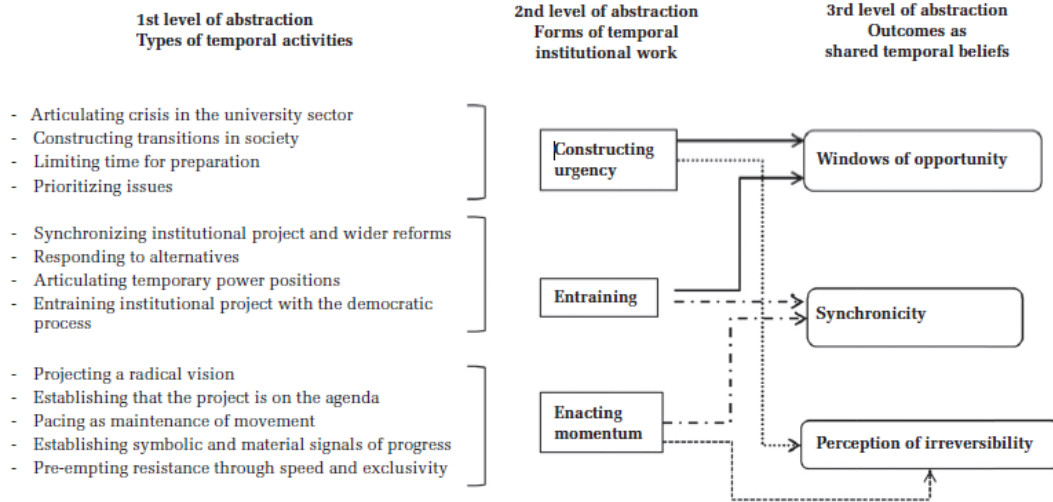 1st level of abstraction
Types of temporal activities
2nd level of abstraction
Forms of temporal
institutional work
3rd level of abstraction
Outcomes as
shared temporal beliefs
- Articulating crisis in the university sector
- Constructing transitions in society
- Limiting time for preparation
- Prioritizing issues
Constructing
urgency
Windows of opportunity
- Synchronizing institutional project and wider reforms
- Responding to alternatives
- Articulating temporary power positions
- Entraining institutional project with the democratic
process
Entraining
Synchronicity
- Projecting a radical vision
- Establishing that the project is on the agenda
- Pacing as maintenance of movement
- Establishing symbolic and material signals of progress
- Pre-empting resistance through speed and exclusivity
Enacting
momentum
Perception of irreversibility